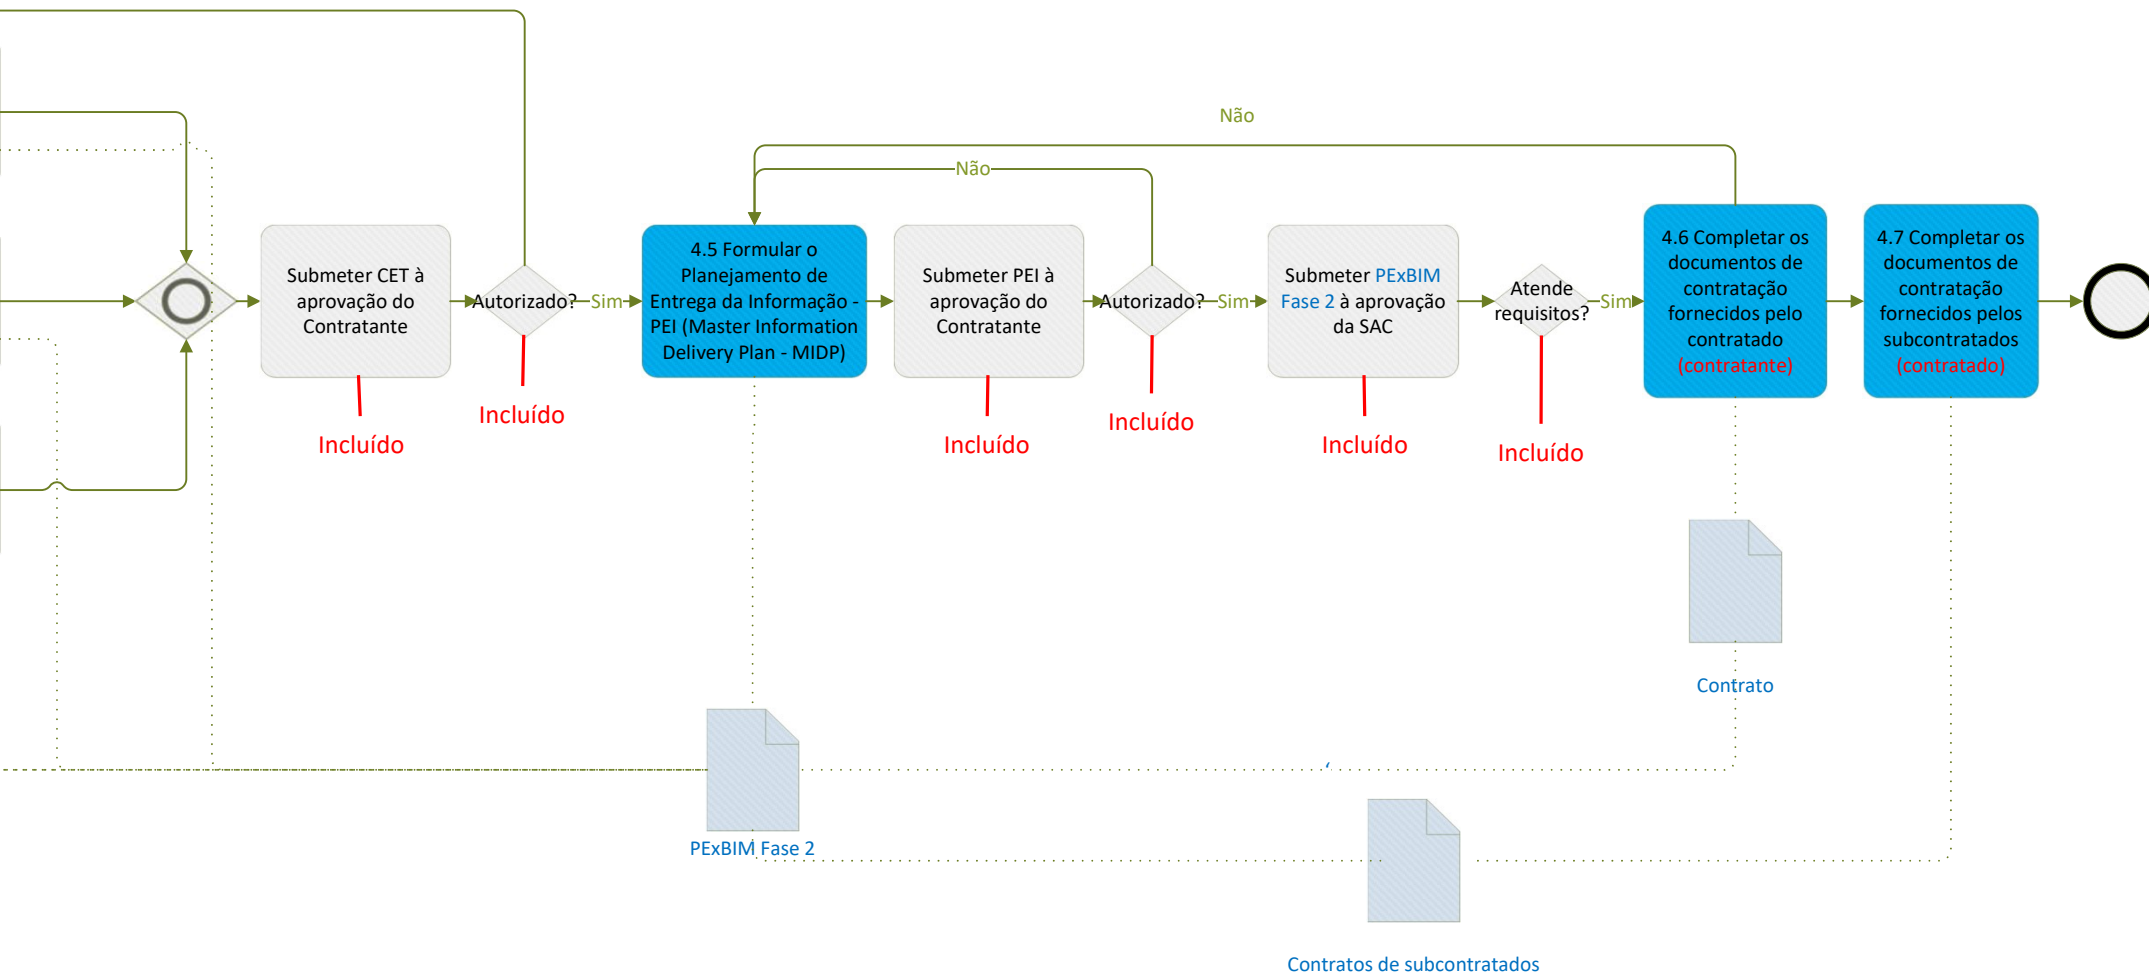 Não
Não
Submeter CET à
aprovação do
Contratante
Autorizado?
Sim
4.5 Formular o
Planejamento de
Entrega da Informação -
PEI (Master Information
Delivery Plan - MIDP)
Submeter PEI à
aprovação do
Contratante
Autorizado?
Sim
Submeter PExBIM
Fase 2 à aprovação
da SAC
Atende
requisitos?
Sim
4.6 Completar os
documentos de
contratação
fornecidos pelo
contratado
(contratante)
4.7 Completar os
documentos de
contratação
fornecidos pelos
subcontratados
(contratado)
Incluído
Incluído
Incluído
Incluído
Incluído
Incluído
Contrato
PExBIM Fase 2
Contratos de subcontratados